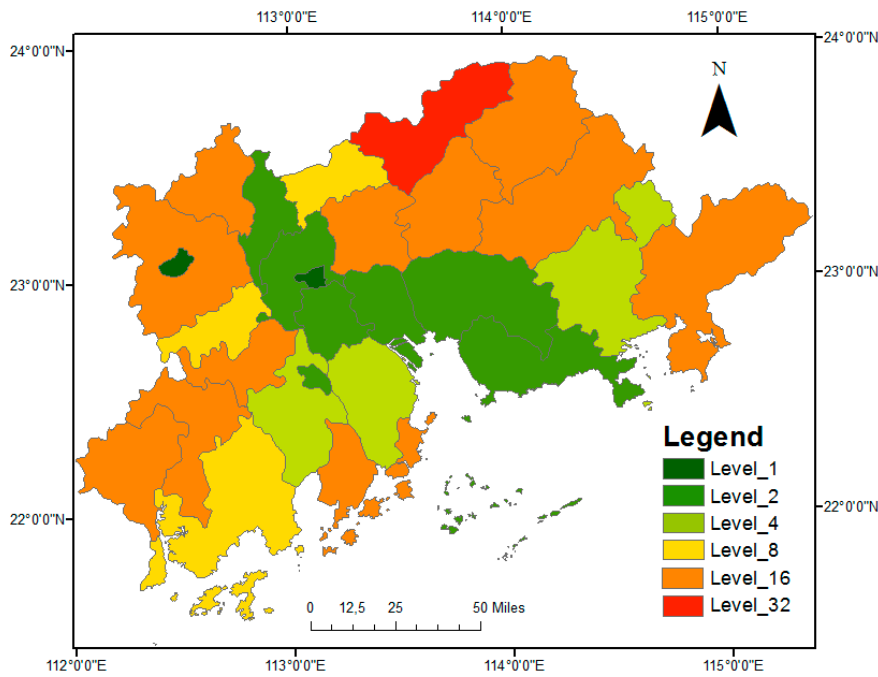 113°0'0"E 114°0'0"E 115°0'0"E
24°0'0"N 24°0'0"N
N
23°0'0"N 23°0'0"N
Legend
Level_1
Level_2
Level_4
Level_8
Level_16
Level_32
22°0'0"N 22°0'0"N
0 12,5 25 50 Miles
112°0'0"E 113°0'0"E 114°0'0"E 115°0'0"E